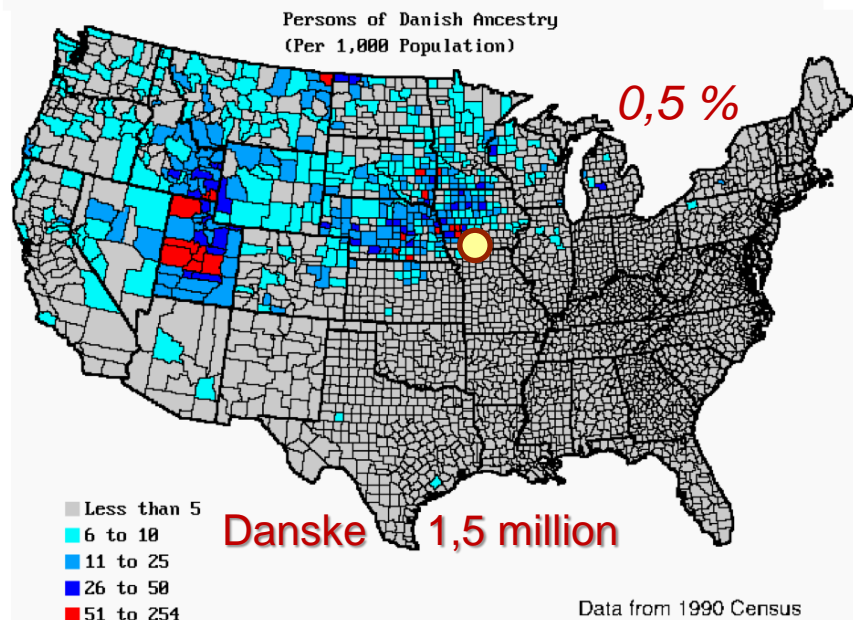 Persons of Danish Ancestry
(Per 1,000 Population)
0,5 %
Less than 5
6 to 10
11 to 25
26 to 50
51 to 254
Danske 1,5 million
Data from 1990 Census